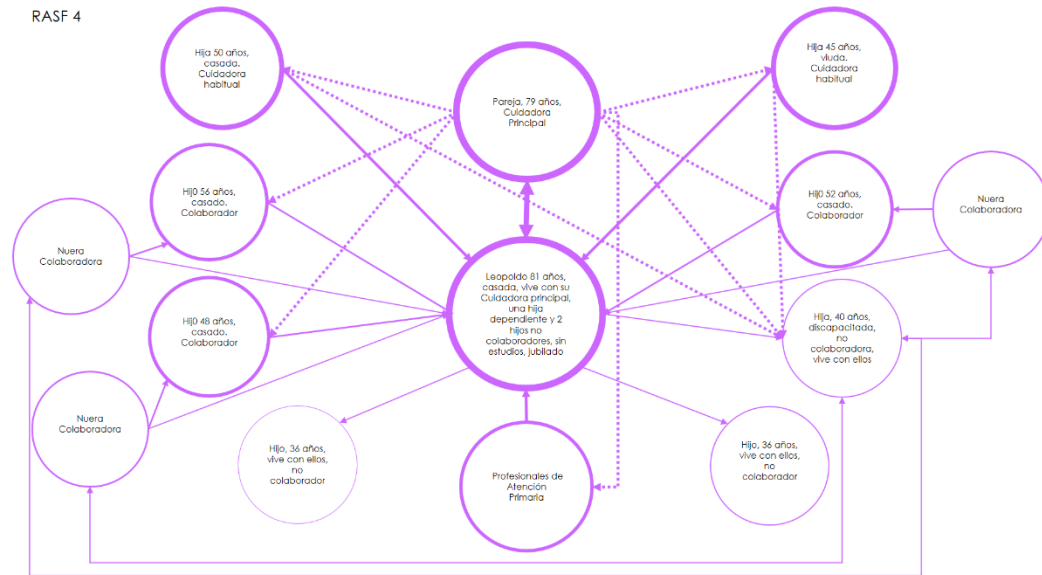 RASF 4
Hija 50 años,
casada.
Cuidadora
habitual
Pareja, 79 años,
Cuidadora
Principal
Hija 45 años,
viuda.
Cuidadora
habitual
Hij0 56 años,
casado.
Colaborador
Hij0 52 años,
casado.
Colaborador
Nuera
Colaboradora
Nuera
Colaboradora
Leopoldo 81 años,
casada, vive con su
Cuidadora principal,
una hija
dependiente y 2
hijos no
colaboradores, sin
estudios, jubilado
Hij0 48 años,
casado.
Colaborador
Hija, 40 años,
discapacitada,
no
colaboradora,
vive con ellos
Nuera
Colaboradora
Hijo, 36 años,
vive con ellos,
no
colaborador
Profesionales de
Atención
Primaria
Hijo, 36 años,
vive con ellos,
no
colaborador